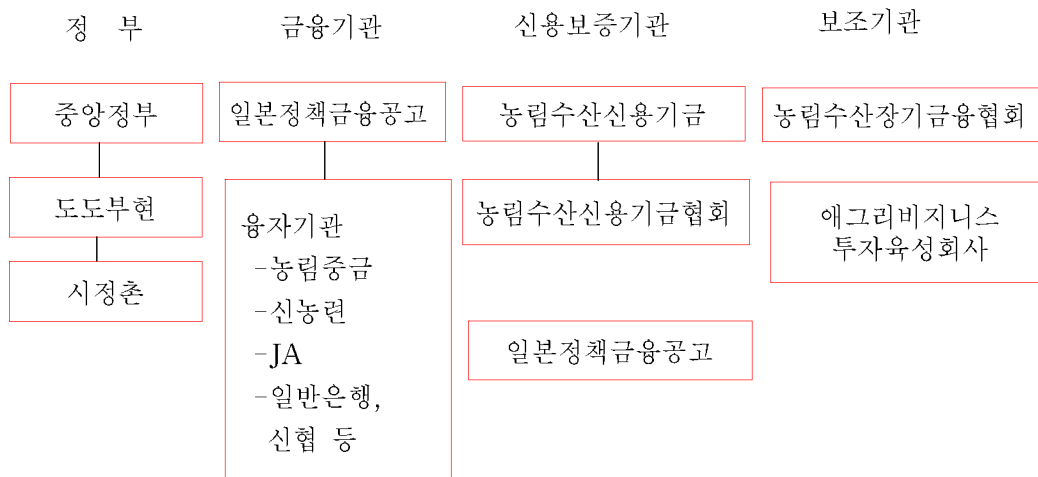 정 부
금융기관
신용보증기관
보조기관
중앙정부
일본정책금융공고
농림수산신용기금
농림수산장기금융협회
도도부현
시정촌
융자기관
-농림중금
-신농련
-JA
-일반은행,
신협 등
농림수산신용기금협회
일본정책금융공고
애그리비지니스
투자육성회사